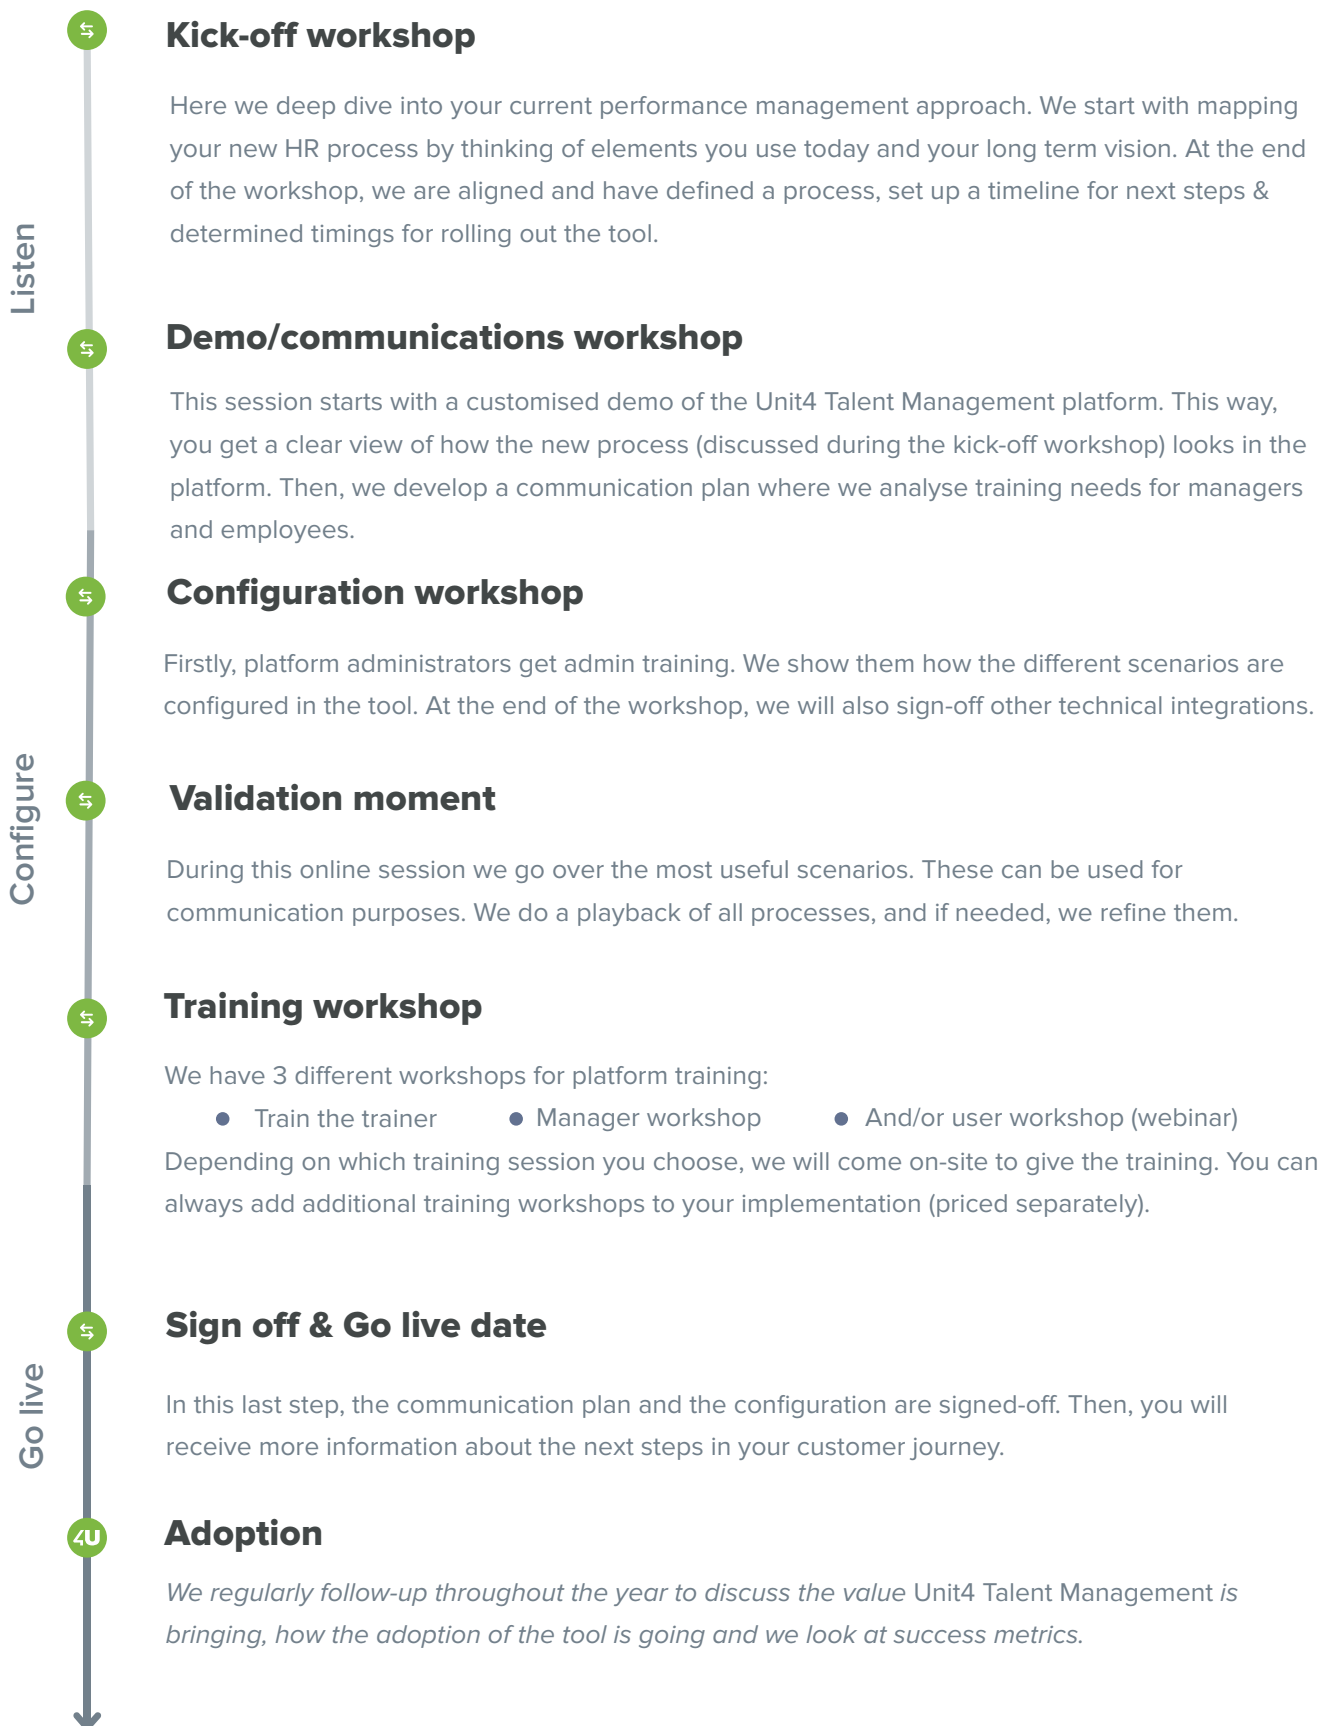 Kick-off workshop
Here we deep dive into your current performance management approach. We start with mapping
your new HR process by thinking of elements you use today and your long term vision. At the end
of the workshop, we are aligned and have defined a process, set up a timeline for next steps &
determined timings for rolling out the tool.
Listen
Demo/communications workshop
This session starts with a customised demo of the Unit4 Talent Management platform. This way,
you get a clear view of how the new process (discussed during the kick-off workshop) looks in the
platform. Then, we develop a communication plan where we analyse training needs for managers
and employees.
Configuration workshop
Firstly, platform administrators get admin training. We show them how the different scenarios are
configured in the tool. At the end of the workshop, we will also sign-off other technical integrations.
Configure
Validation moment
During this online session we go over the most useful scenarios. These can be used for
communication purposes. We do a playback of all processes, and if needed, we refine them.
Training workshop
We have 3 different workshops for platform training:
• Train the trainer • Manager workshop • And/or user workshop (webinar)
Depending on which training session you choose, we will come on-site to give the training. You can
always add additional training workshops to your implementation (priced separately).
Sign off & Go live date
In this last step, the communication plan and the configuration are signed-off. Then, you will
receive more information about the next steps in your customer journey.
Go live
4U
Adoption
We regularly follow-up throughout the year to discuss the value Unit4 Talent Management is
bringing, how the adoption of the tool is going and we look at success metrics.